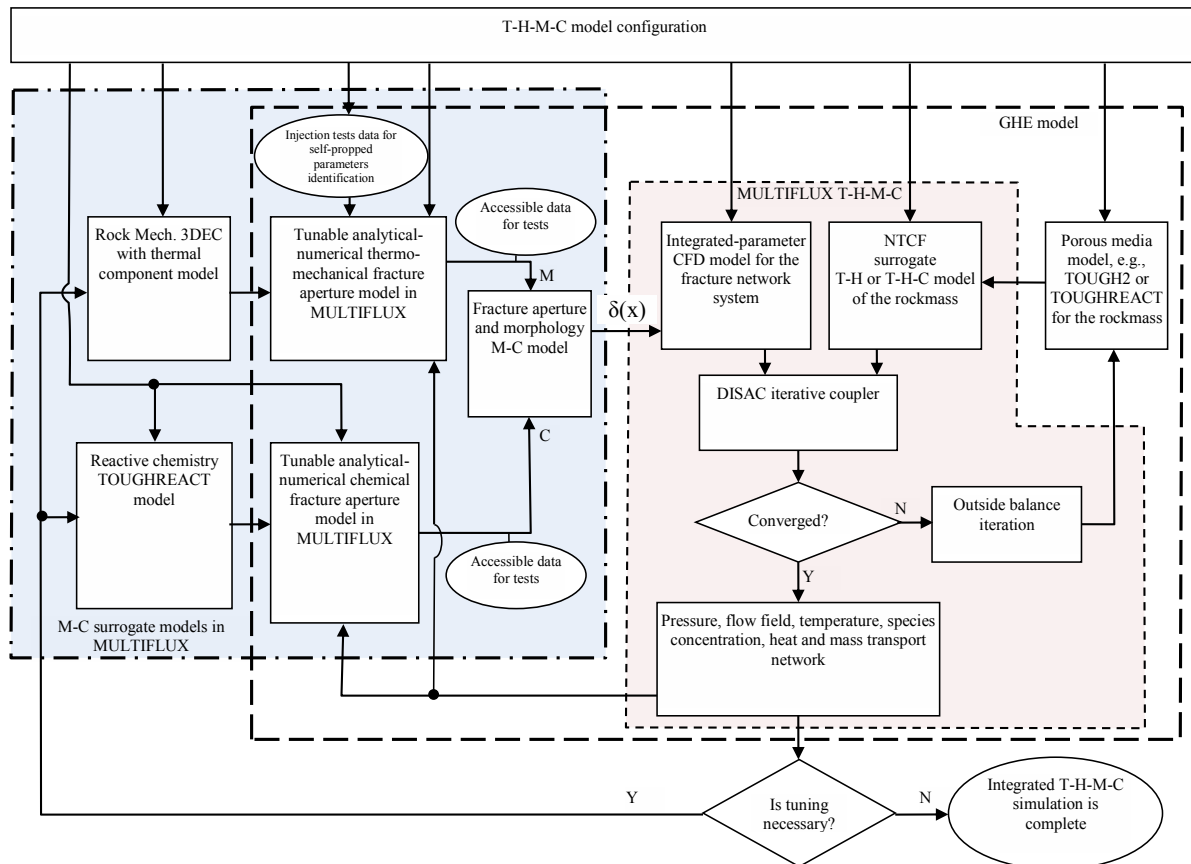 T-H-M-C model configuration
GHE model
Injection tests data for
self-propped
parameters
identification
MULTIFLUX T-H-M-C
Accessible data
for tests
Rock Mech. 3DEC
with thermal
component model
Tunable analytical-
numerical thermo-
mechanical fracture
aperture model in
MULTIFLUX
M
Fracture aperture
and morphology
M-C model
δ(x)
Integrated-parameter
CFD model for the
fracture network
system
NTCF
surrogate
T-H or T-H-C model
of the rockmass
Porous media
model, e.g.,
TOUGH2 or
TOUGHREACT
for the rockmass
DISAC iterative coupler
C
Reactive chemistry
TOUGHREACT
model
Tunable analytical-
numerical chemical
fracture aperture
model in
MULTIFLUX
Accessible data
for tests
Converged?
N
Outside balance
iteration
Y
M-C surrogate models in
MULTIFLUX
Pressure, flow field, temperature, species
concentration, heat and mass transport
network
Y
Is tuning
necessary?
N
Integrated T-H-M-C
simulation is
complete